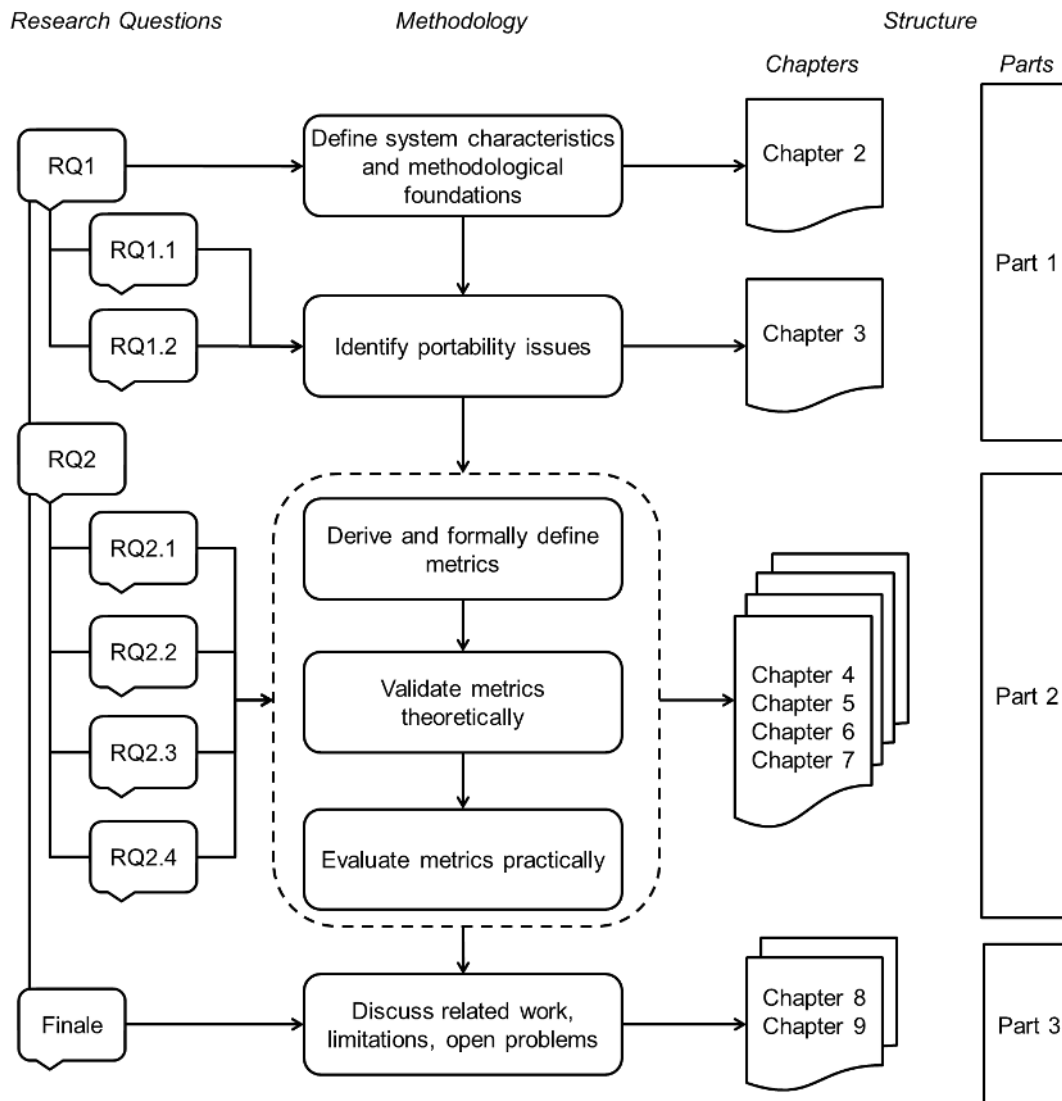 Research Questions
Methodology
Structure
Chapters
Parts
RQ1
Define system characteristics
and methodological
foundations
Chapter 2
Part 1
RQ1.1
RQ1.2
Identify portability issues
Chapter 3
RQ2
RQ2.1
RQ2.2
RQ2.3
RQ2.4
Derive and formally define
metrics
Validate metrics
theoretically
Evaluate metrics practically
Chapter 4
Chapter 5
Chapter 6
Chapter 7
Part 2
Finale
Discuss related work,
limitations, open problems
Chapter 8
Chapter 9
Part 3